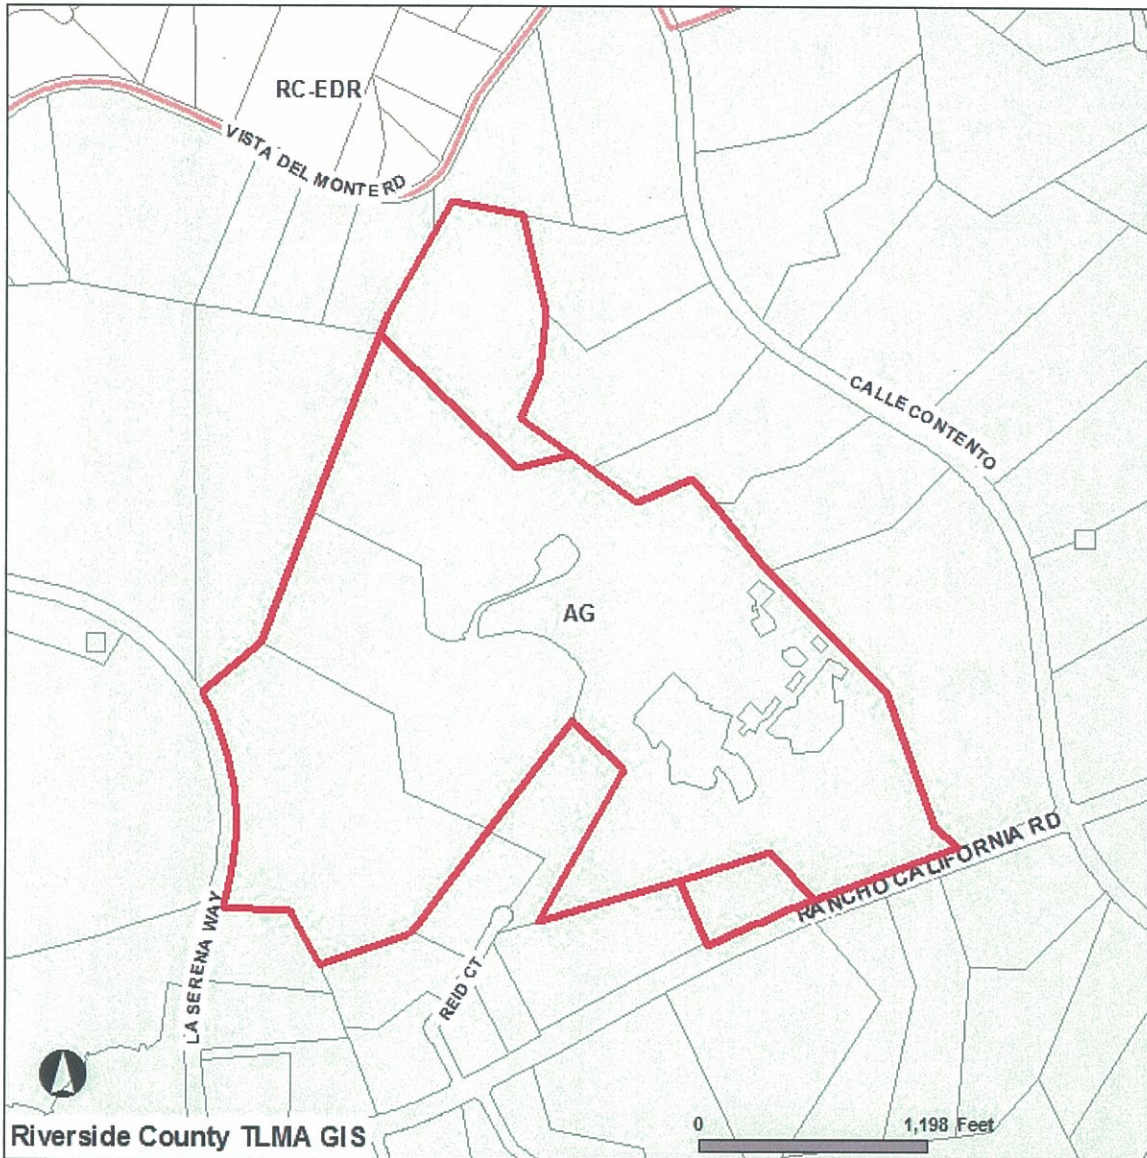 RC-EDR
VISTA DEL MONTE RD
CALLE CONTENTO
AG
RANCHO CALIFORNIA RD
LA SERENA WAY
REID CT
Riverside County TLMA GIS
0 1,198 Feet